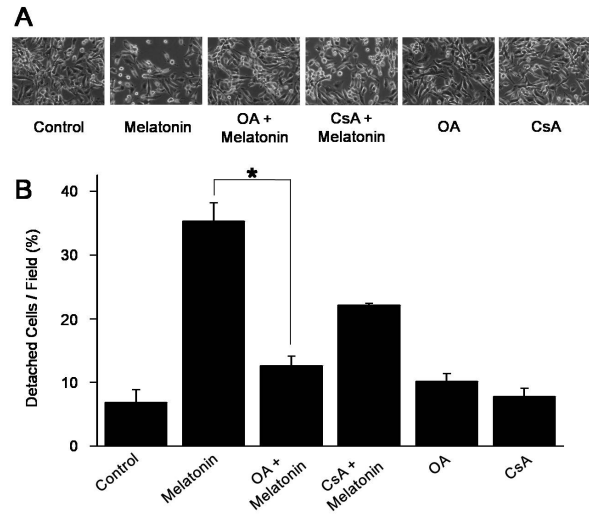 A
Control
Melatonin
OA +
Melatonin
CsA +
Melatonin
OA
CsA
B
Detached Cells / Field (%)
40
30
20
10
0
*
Control
Melatonin
OA +
Melatonin
CsA +
Melatonin
OA
CsA